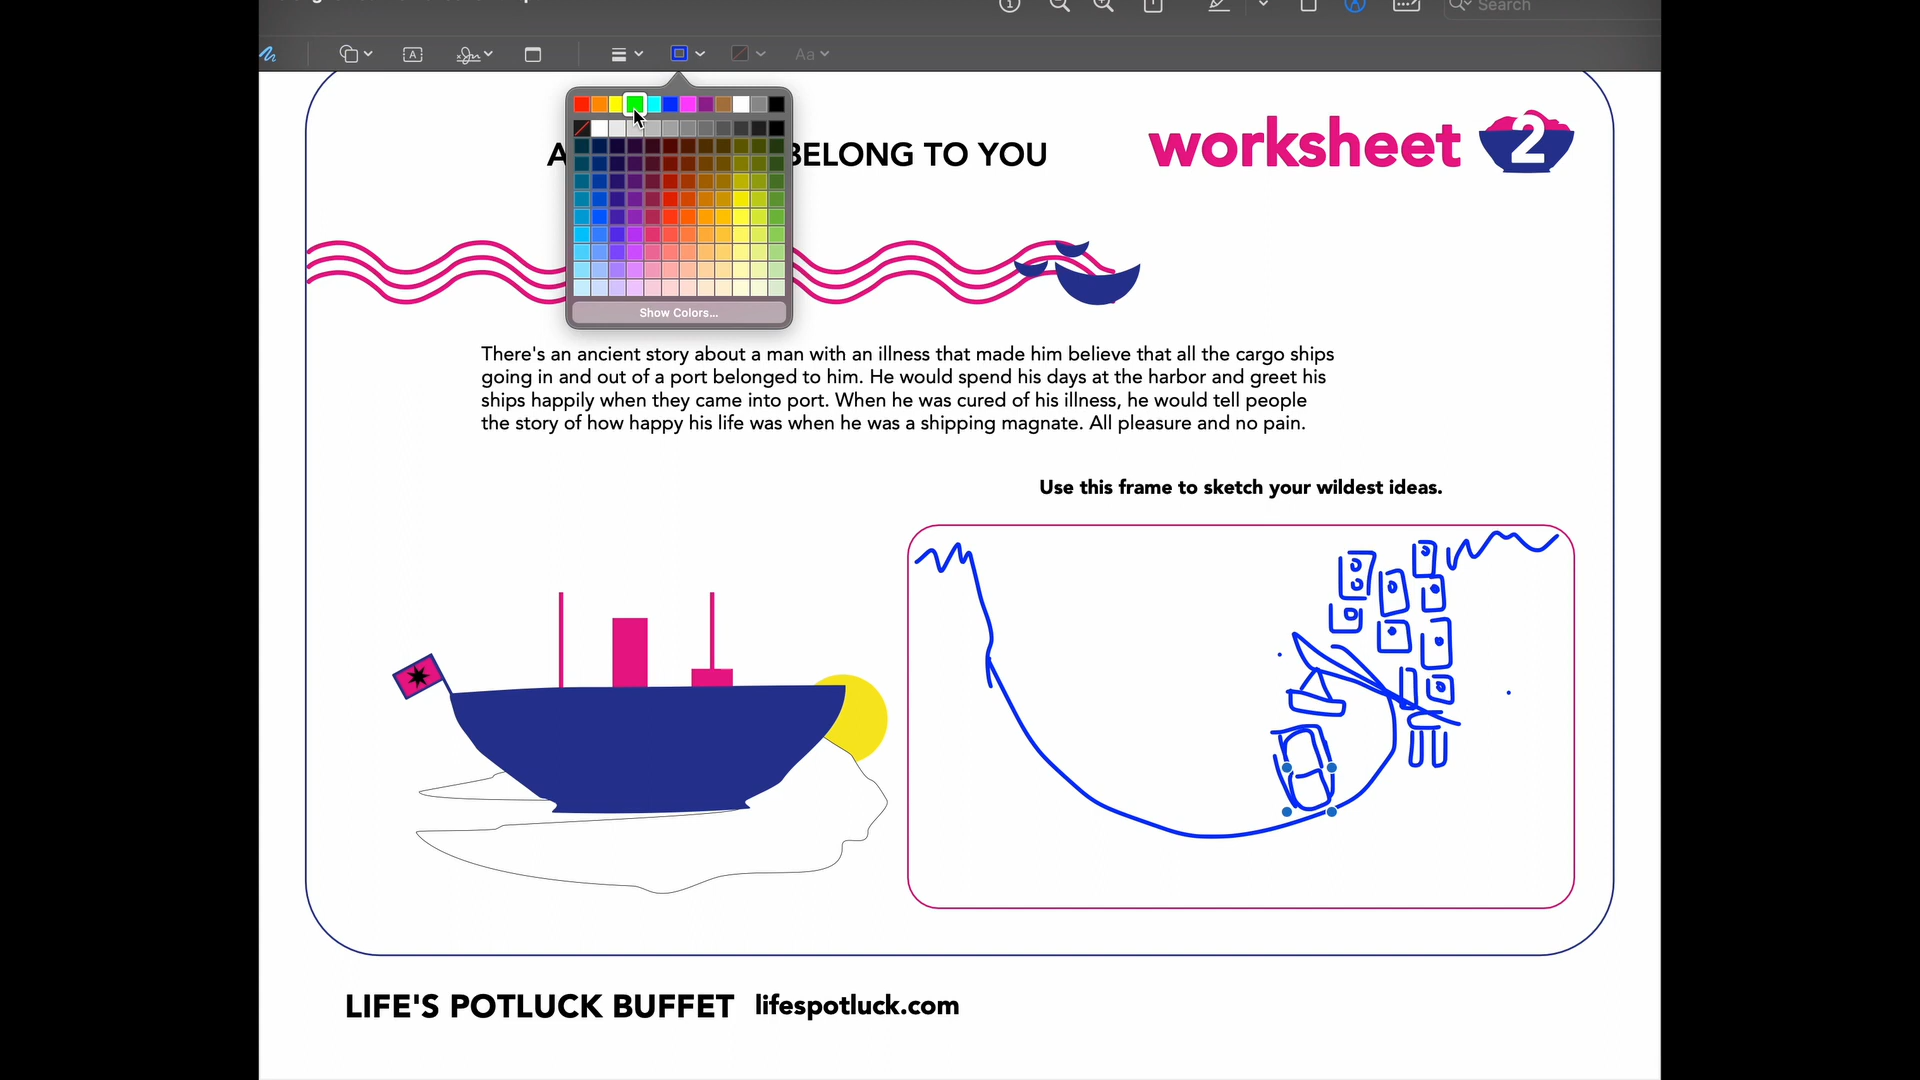 Search
Aa
A
BELONG TO YOU
worksheet 2
Show Colors...
There's an ancient story about a man with an illness that made him believe that all the cargo ships
going in and out of a port belonged to him. He would spend his days at the harbor and greet his
ships happily when they came into port. When he was cured of his illness, he would tell people
the story of how happy his life was when he was a shipping magnate. All pleasure and no pain.
Use this frame to sketch your wildest ideas.
LIFE'S POTLUCK BUFFET lifespotluck.com